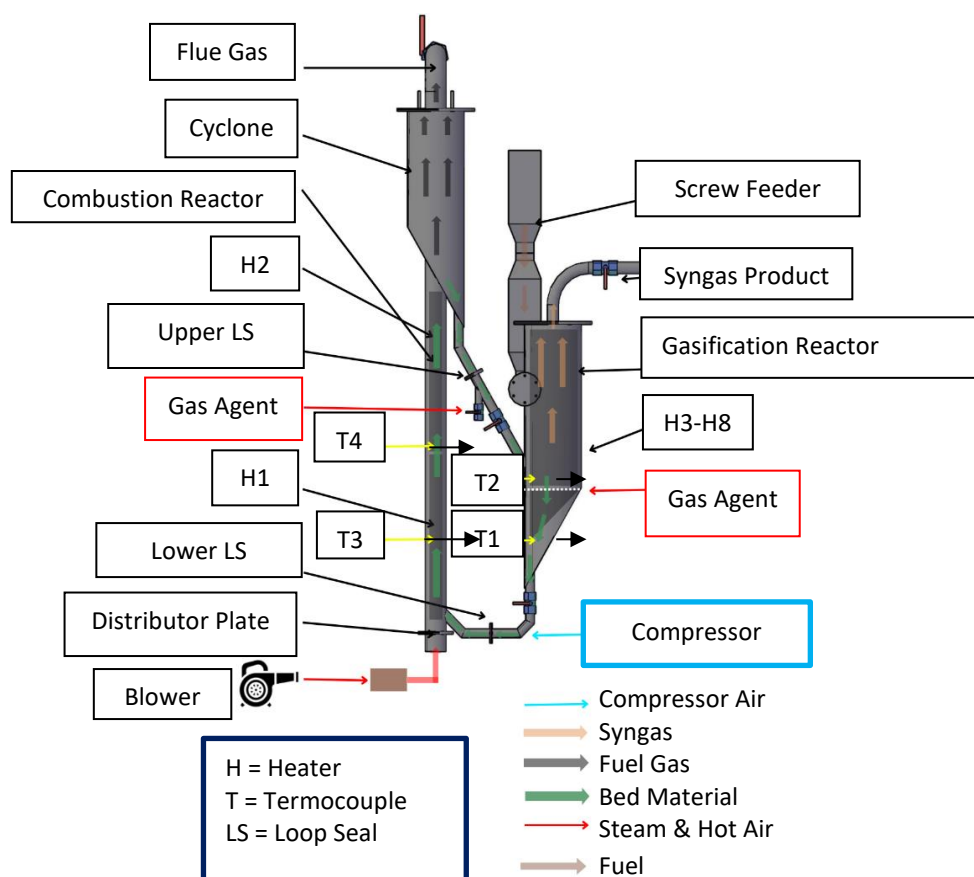 Flue Gas
Cyclone
Combustion Reactor
H2
Upper LS
Gas Agent
T4
H1
T3
Lower LS
Distributor Plate
Blower
Screw Feeder
Syngas Product
Gasification Reactor
H3-H8
T2
Gas Agent
T1
Compressor
Compressor Air
Syngas
Fuel Gas
Bed Material
Steam & Hot Air
Fuel
H = Heater
T = Termocouple
LS = Loop Seal